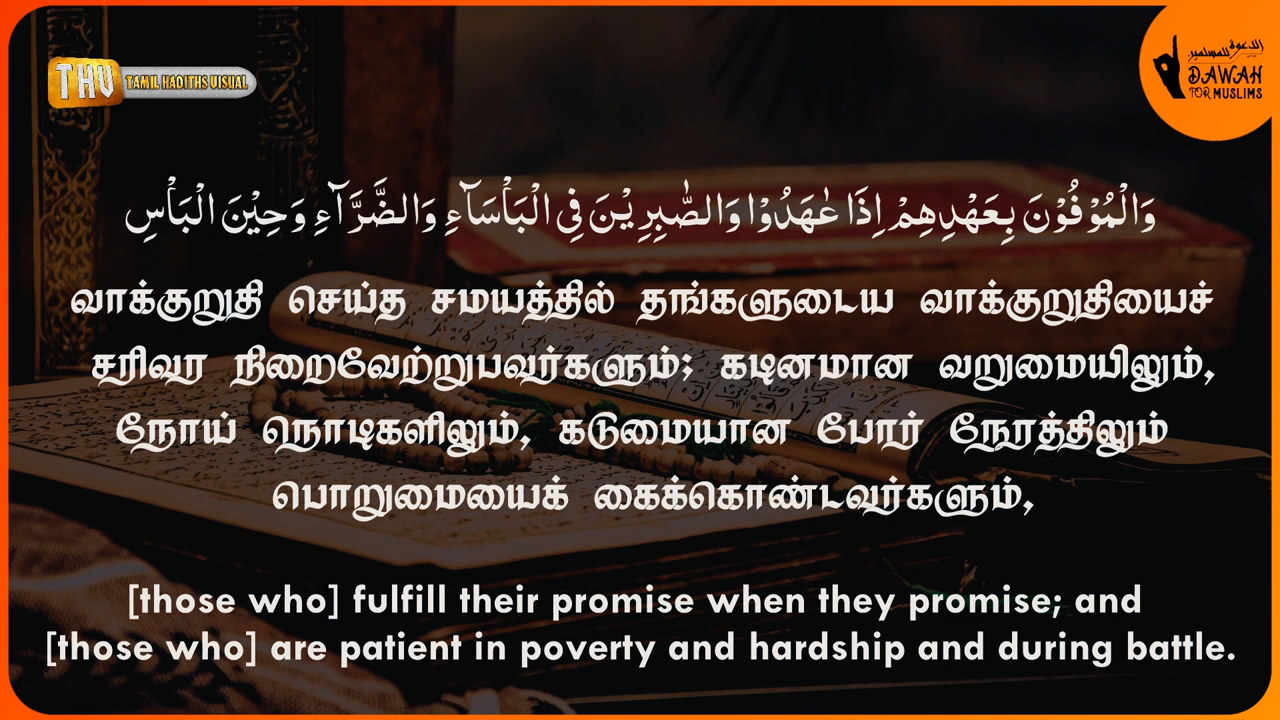 THV TAMIL HADITHS VISUAL
الدعوة للمسلمين
DAWAH
FOR MUSLIMS
وَالْمُوْفُوْنَ بِعَهْدِهِمْ اِذَا عٰهَدُوْا وَالصّٰبِرِيْنَ فِى الْبَاْسَآءِ وَالضَّرَّآءِ وَحِيْنَ الْبَاْسِ
வாக்குறுதி செய்த சமயத்தில் தங்களுடைய வாக்குறுதியைச்
சரிவர நிறைவேற்றுபவர்களும்; கடினமான வறுமையிலும்,
நோய் நொடிகளிலும், கடுமையான போர் நேரத்திலும்
பொறுமையைக் கைக்கொண்டவர்களும்,
[those who] fulfill their promise when they promise; and
[those who] are patient in poverty and hardship and during battle.